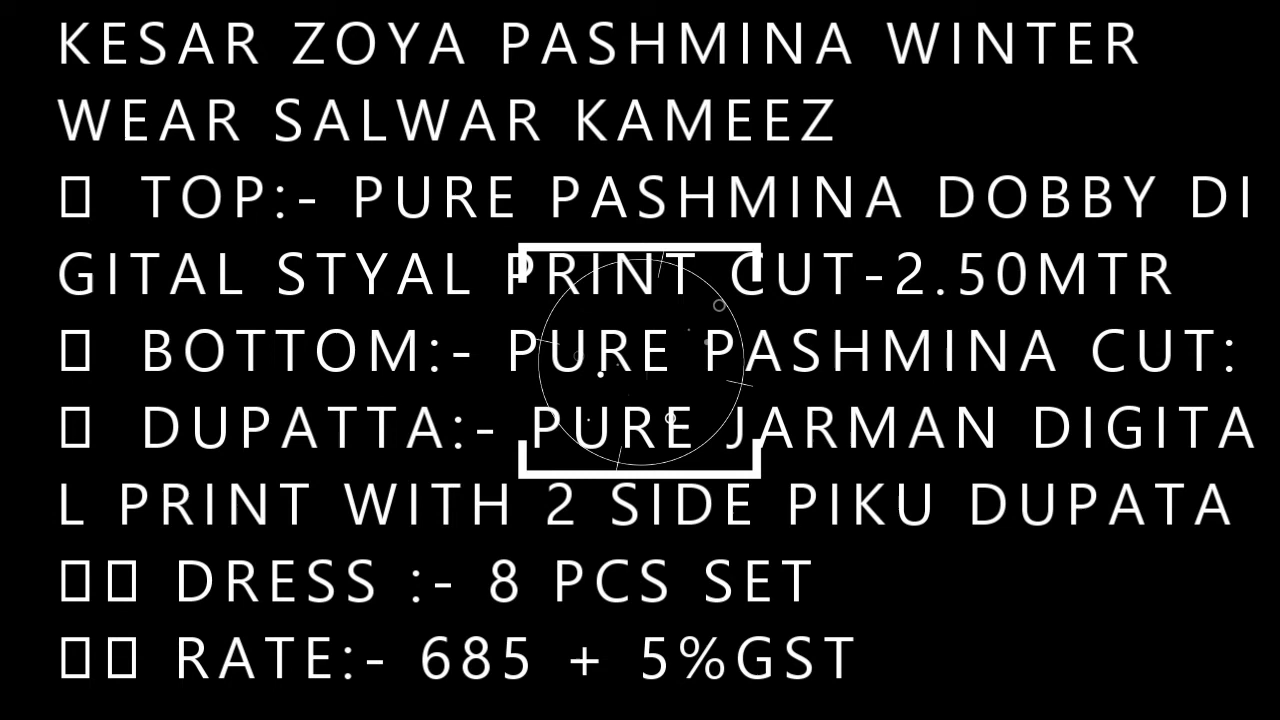 KESAR ZOYA PASHMINA WINTER
WEAR SALWAR KAMEEZ
▯ TOP:- PURE PASHMINA DOBBY DI
GITAL STYAL PRINT CUT-2.50MTR
▯ BOTTOM:- PURE PASHMINA CUT:
▯ DUPATTA:- PURE JARMAN DIGITA
L PRINT WITH 2 SIDE PIKU DUPATA
▯▯ DRESS :- 8 PCS SET
▯▯ RATE:- 685 + 5%GST